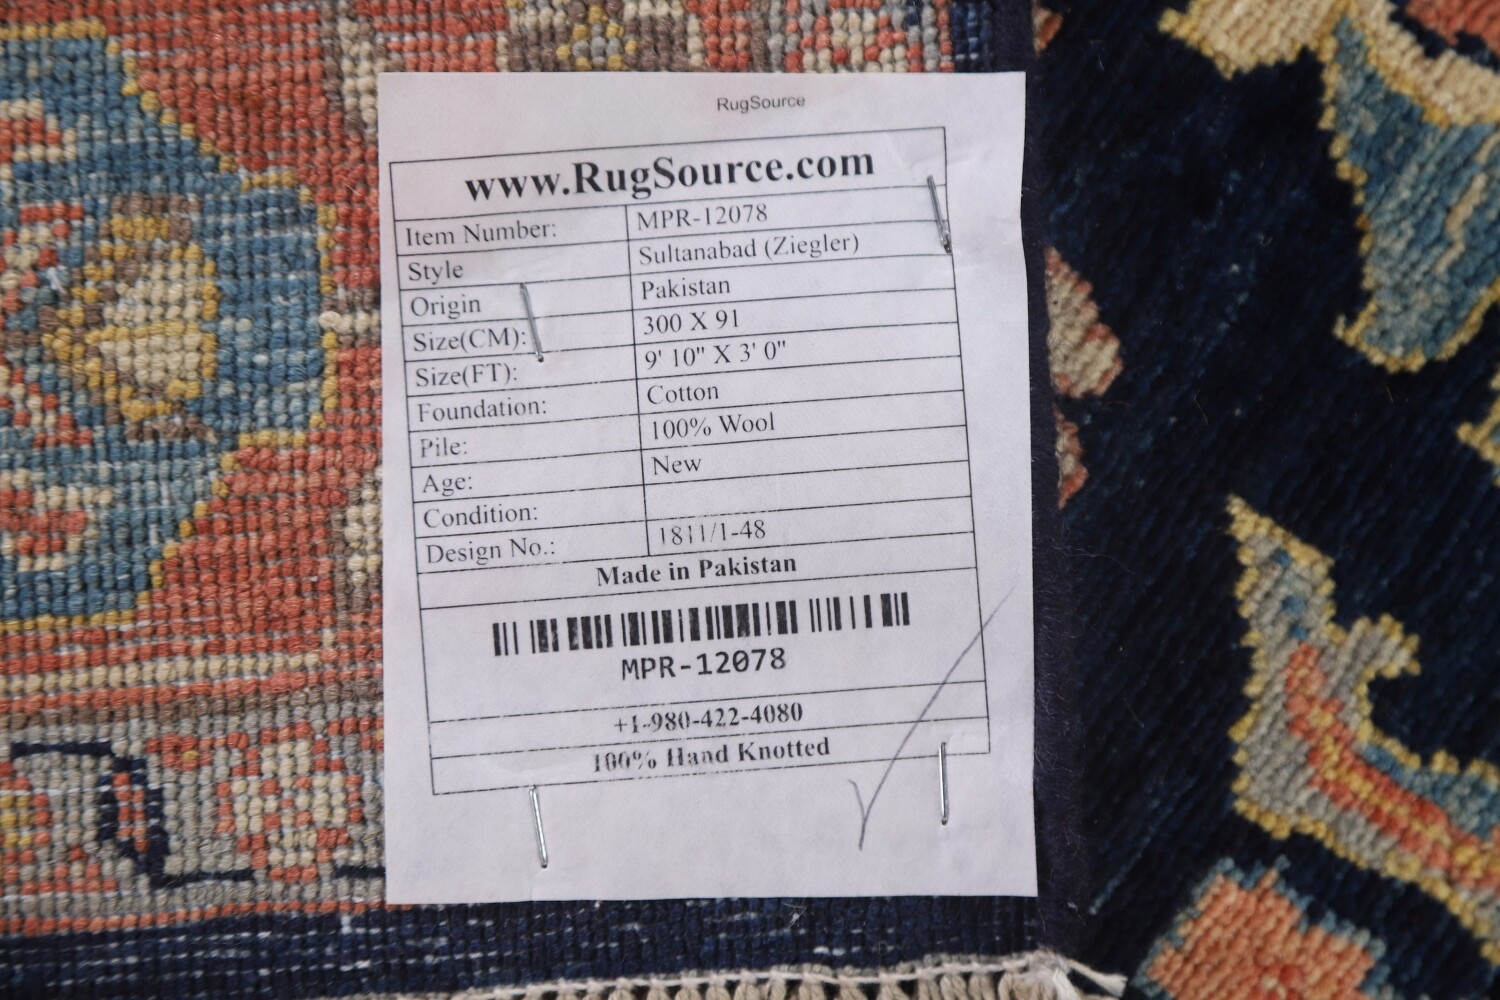 RugSource
www.RugSource.com
Item Number: MPR-12078
Style Sultanabad (Ziegler)
Origin Pakistan
Size(CM): 300 X 91
Size(FT): 9' 10" X 3' 0"
Foundation: Cotton
Pile: 100% Wool
Age: New
Condition:
Design No.: 1811/1-48
Made in Pakistan
MPR-12078
+1-980-422-4080
100% Hand Knotted